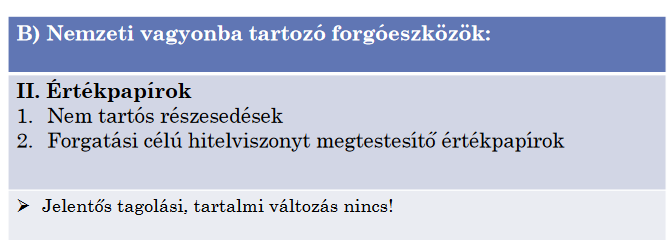 B) Nemzeti vagyonba tartozó forgóeszközök:
II. Értékpapírok
1. Nem tartós részesedések
2. Forgatási célú hitelviszonyt megtestesítő értékpapírok
➢ Jelentős tagolási, tartalmi változás nincs!